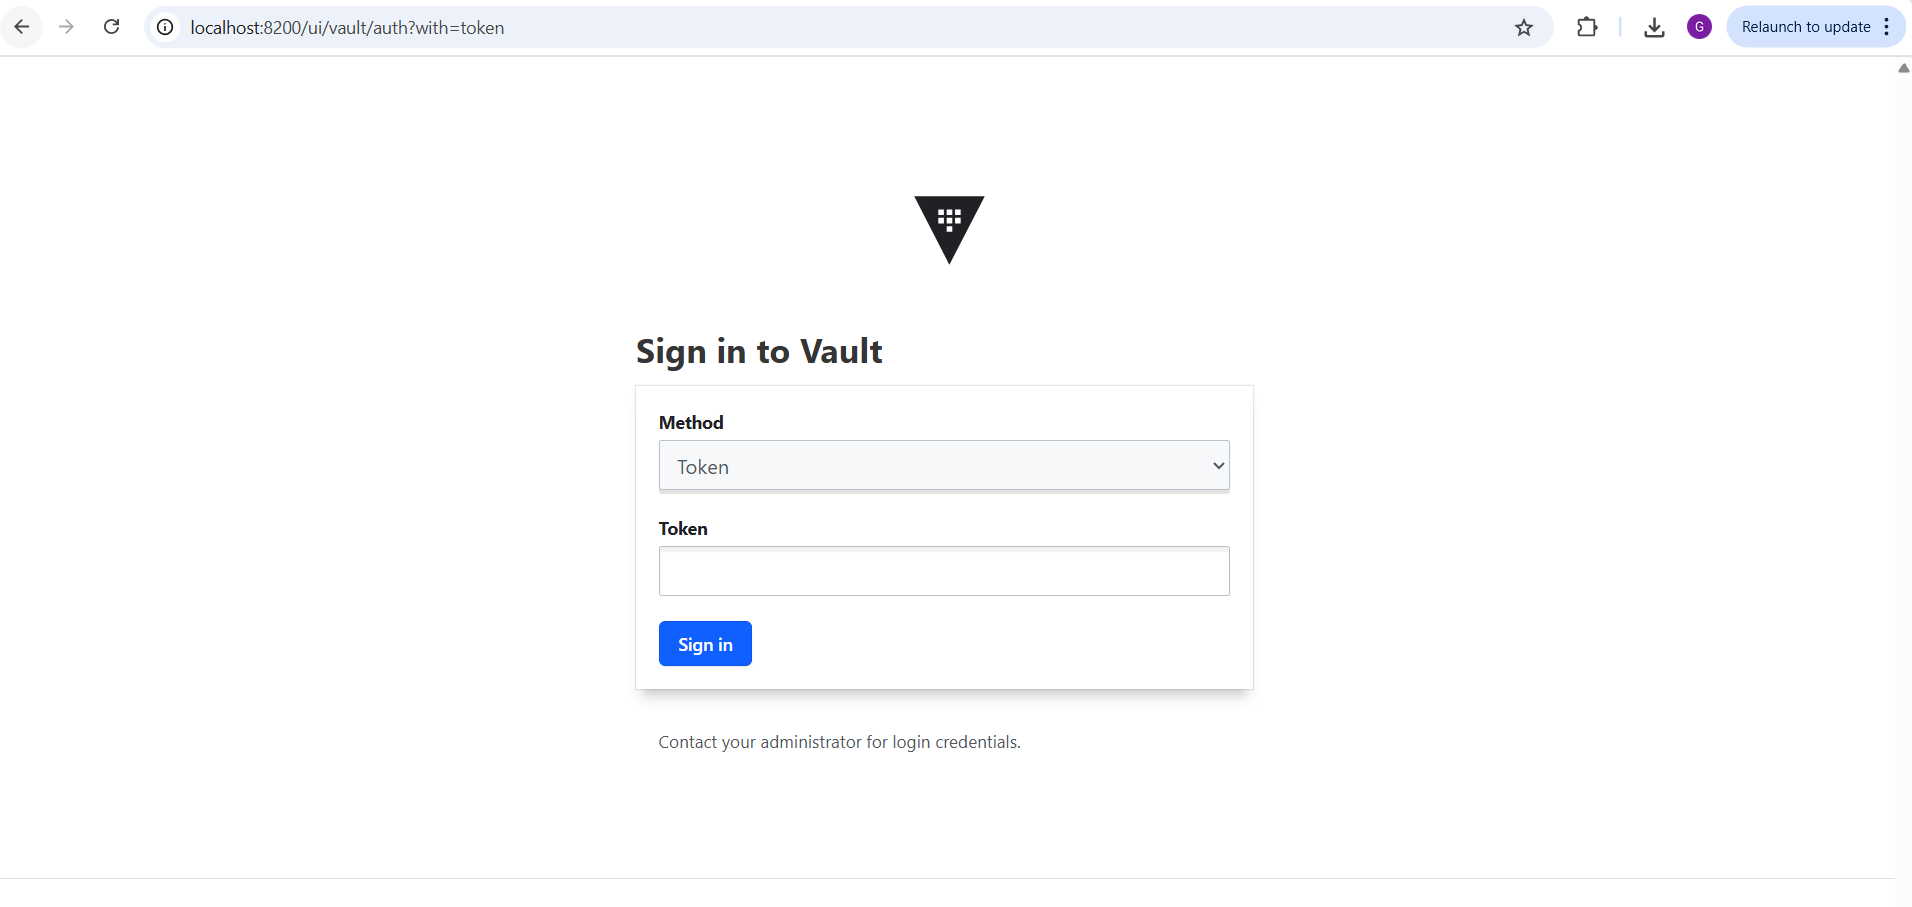 localhost:8200/ui/vault/auth?with=token
G
Relaunch to update
Sign in to Vault
Method
Token
Token
Sign in
Contact your administrator for login credentials.